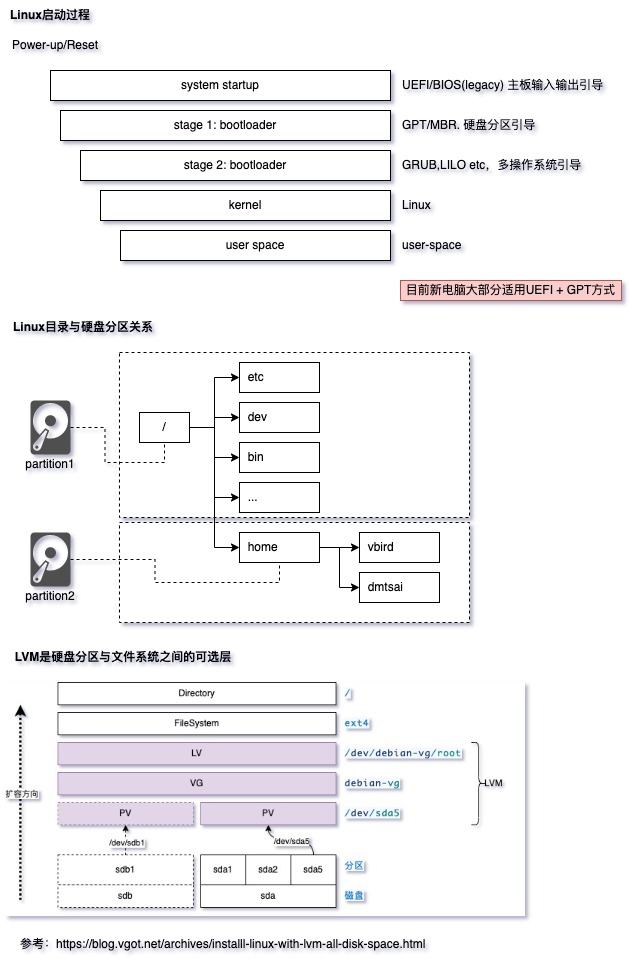 Linux启动过程
Power-up/Reset
system startup
UEFI/BIOS(legacy) 主板输入输出引导
stage 1: bootloader
GPT/MBR. 硬盘分区引导
stage 2: bootloader
GRUB,LILO etc，多操作系统引导
kernel
Linux
user space
user-space
目前新电脑大部分适用UEFI + GPT方式
Linux目录与硬盘分区关系
partition1
/
etc
dev
bin
...
partition2
home
vbird
dmtsai
LVM是硬盘分区与文件系统之间的可选层
扩容方向
Directory
/
FileSystem
ext4
LV
/dev/debian-vg/root
VG
debian-vg
LVM
PV
PV
/dev/sda5
/dev/sdb1
/dev/sda5
sdb1
sda1
sda2
sda5
分区
sdb
sda
磁盘
参考：https://blog.vgot.net/archives/installl-linux-with-lvm-all-disk-space.html